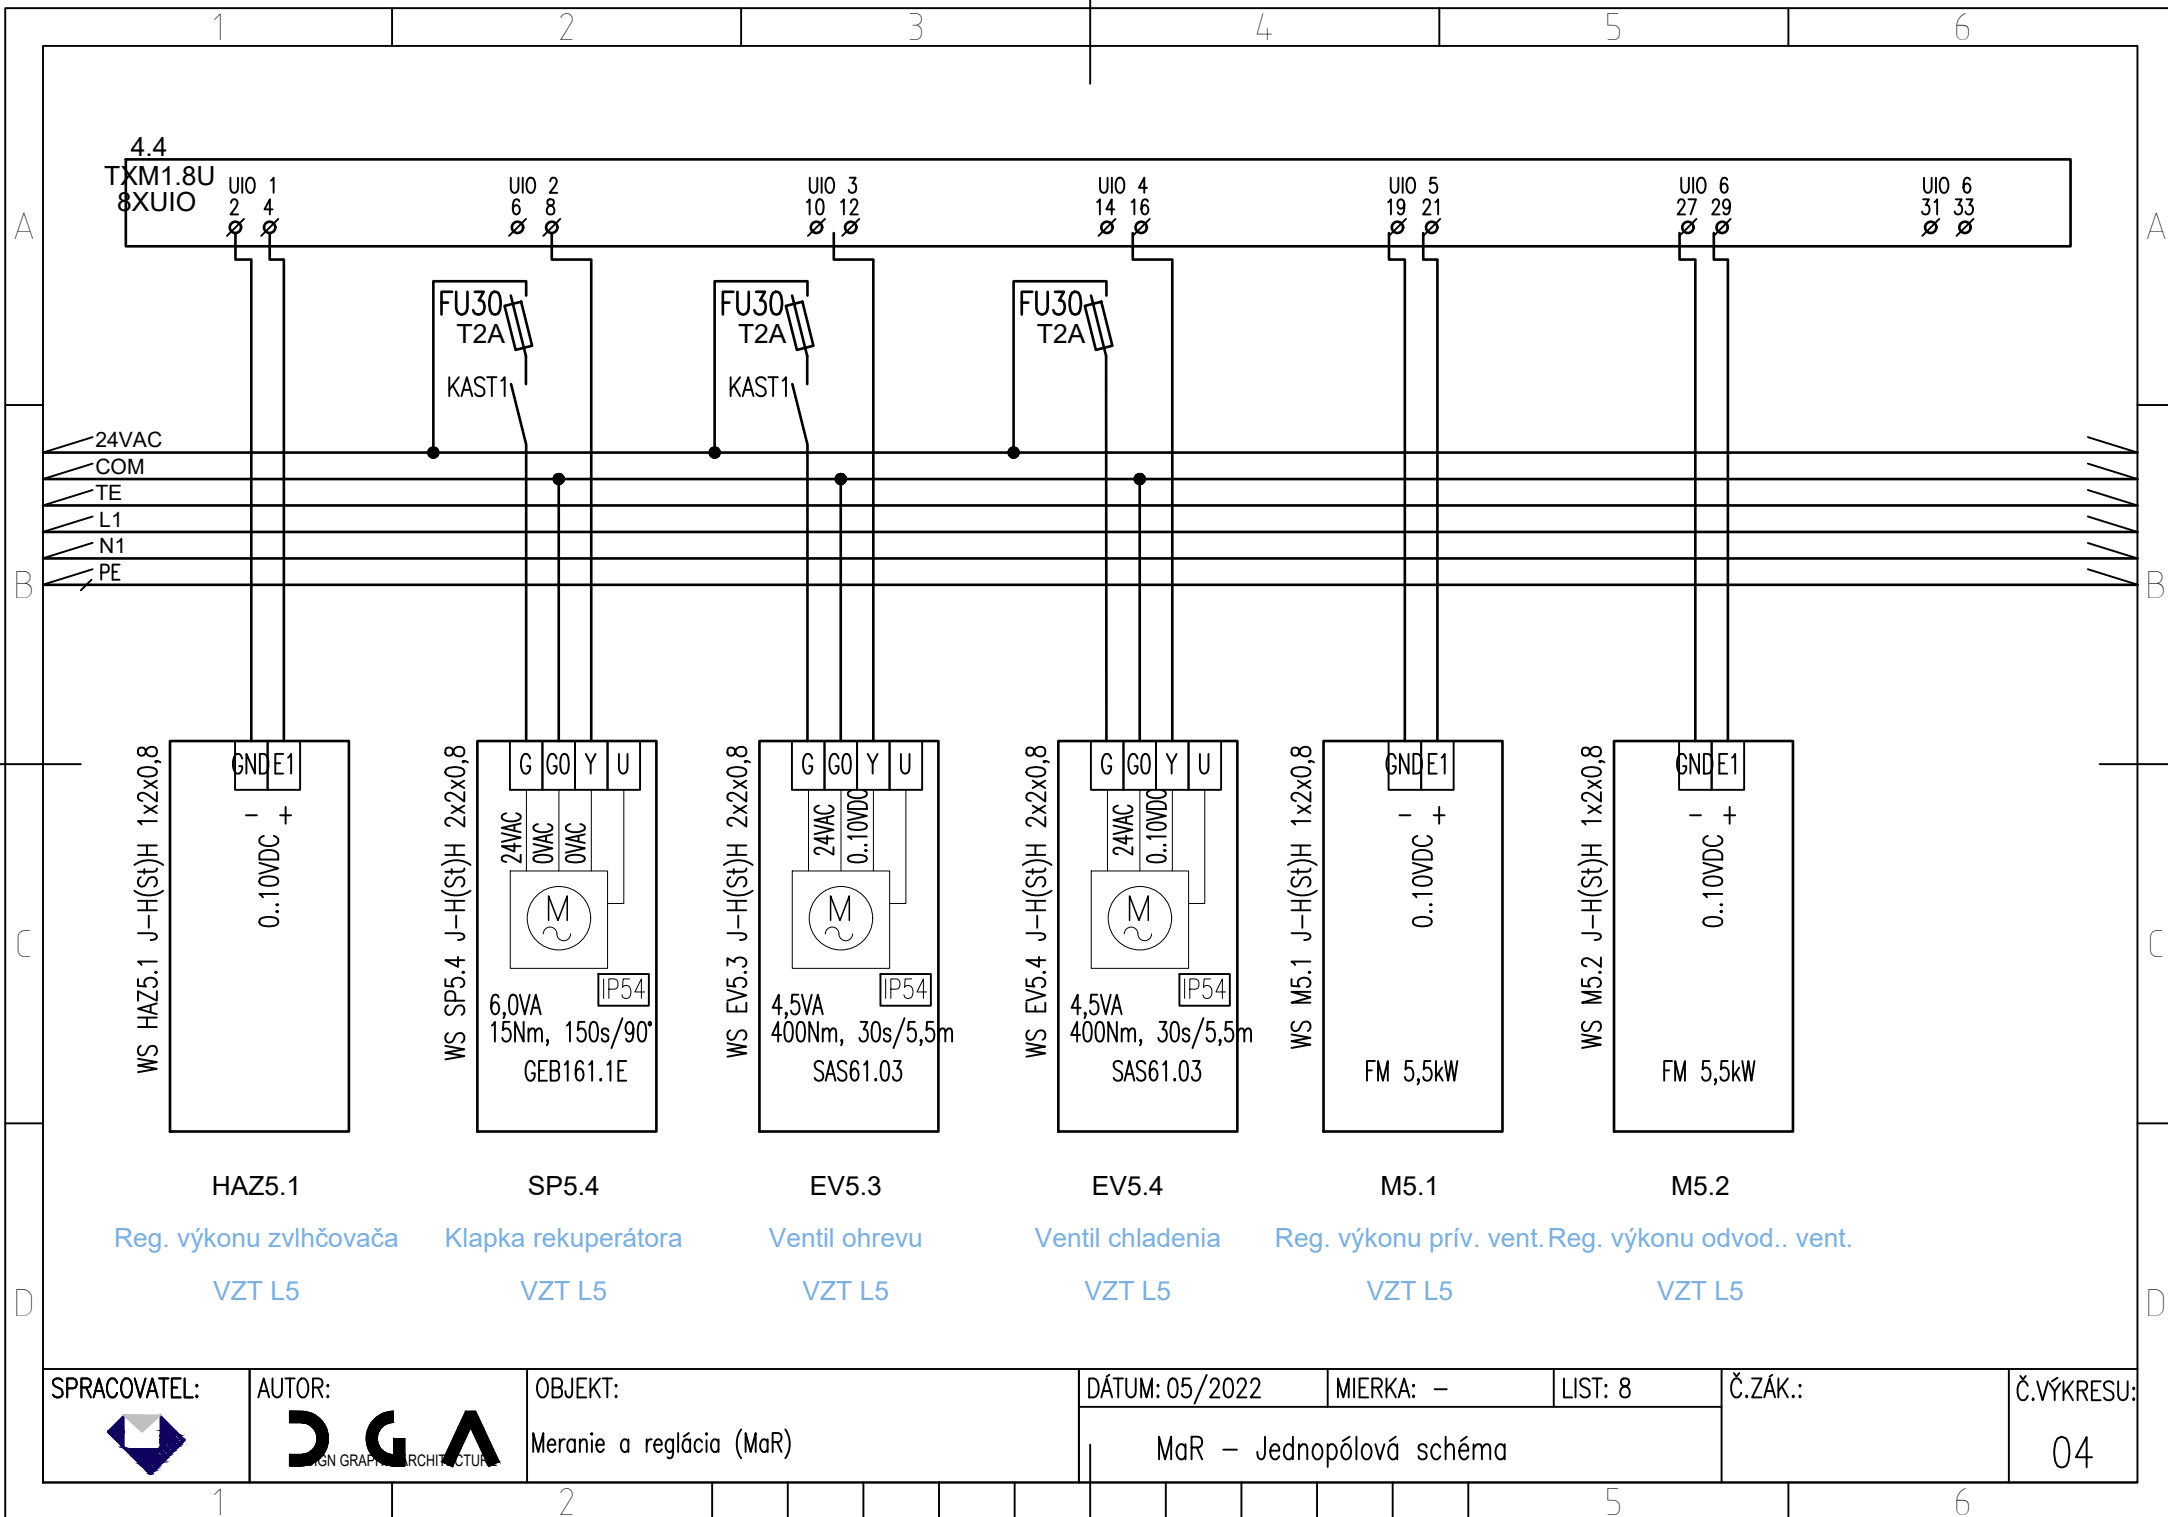 1 2 3 4 5 6
4.4
TXM1.8U
8XUIO
UIO 1
2 4
UIO 2
6 8
UIO 3
10 12
UIO 4
14 16
UIO 5
19 21
UIO 6
27 29
UIO 6
31 33
A A
FU30
T2A
KAST1
FU30
T2A
KAST1
FU30
T2A
24VAC
COM
TE
L1
N1
PE
B B
WS HAZ5.1 J-H(St)H 1x2x0,8
GND E1
- +
0..10VDC
WS SP5.4 J-H(St)H 2x2x0,8
G G0 Y U
24VAC
0VAC
0VAC
M
IP54
6,0VA
15Nm, 150s/90°
GEB161.1E
WS EV5.3 J-H(St)H 2x2x0,8
G G0 Y U
24VAC
0..10VDC
M
IP54
4,5VA
400Nm, 30s/5,5m
SAS61.03
WS EV5.4 J-H(St)H 2x2x0,8
G G0 Y U
24VAC
0..10VDC
M
IP54
4,5VA
400Nm, 30s/5,5m
SAS61.03
WS M5.1 J-H(St)H 1x2x0,8
GND E1
- +
0..10VDC
FM 5,5kW
WS M5.2 J-H(St)H 1x2x0,8
GND E1
- +
0..10VDC
FM 5,5kW
C C
HAZ5.1
Reg. výkonu zvlhčovača
VZT L5
SP5.4
Klapka rekuperátora
VZT L5
EV5.3
Ventil ohrevu
VZT L5
EV5.4
Ventil chladenia
VZT L5
M5.1
Reg. výkonu prív. vent.
VZT L5
M5.2
Reg. výkonu odvod.. vent.
VZT L5
D D
SPRACOVATEL:
AUTOR:
DGA
OBJEKT:
Meranie a reglácia (MaR)
DÁTUM: 05/2022
MIERKA: -
LIST: 8
MaR - Jednopólová schéma
Č.ZÁK.:
Č.VÝKRESU:
04
1 2 5 6